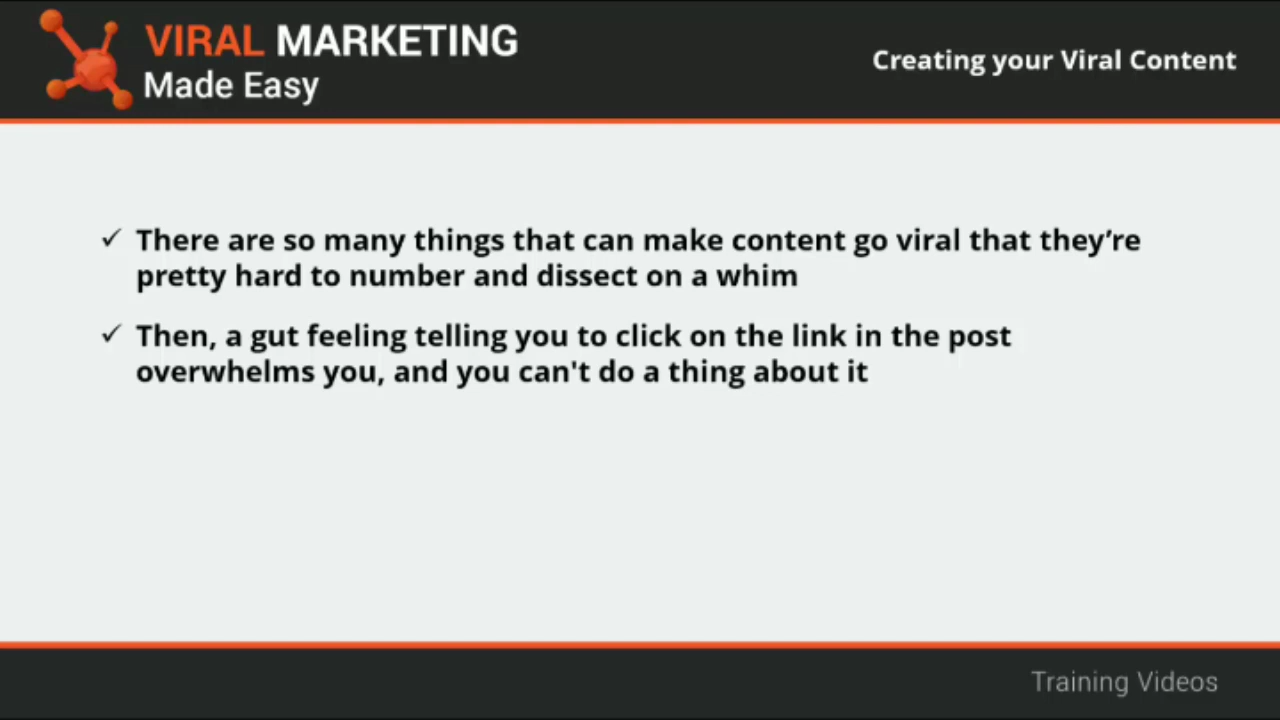 VIRAL MARKETING
Made Easy
Creating your Viral Content
✓ There are so many things that can make content go viral that they’re
pretty hard to number and dissect on a whim
✓ Then, a gut feeling telling you to click on the link in the post
overwhelms you, and you can't do a thing about it
Training Videos